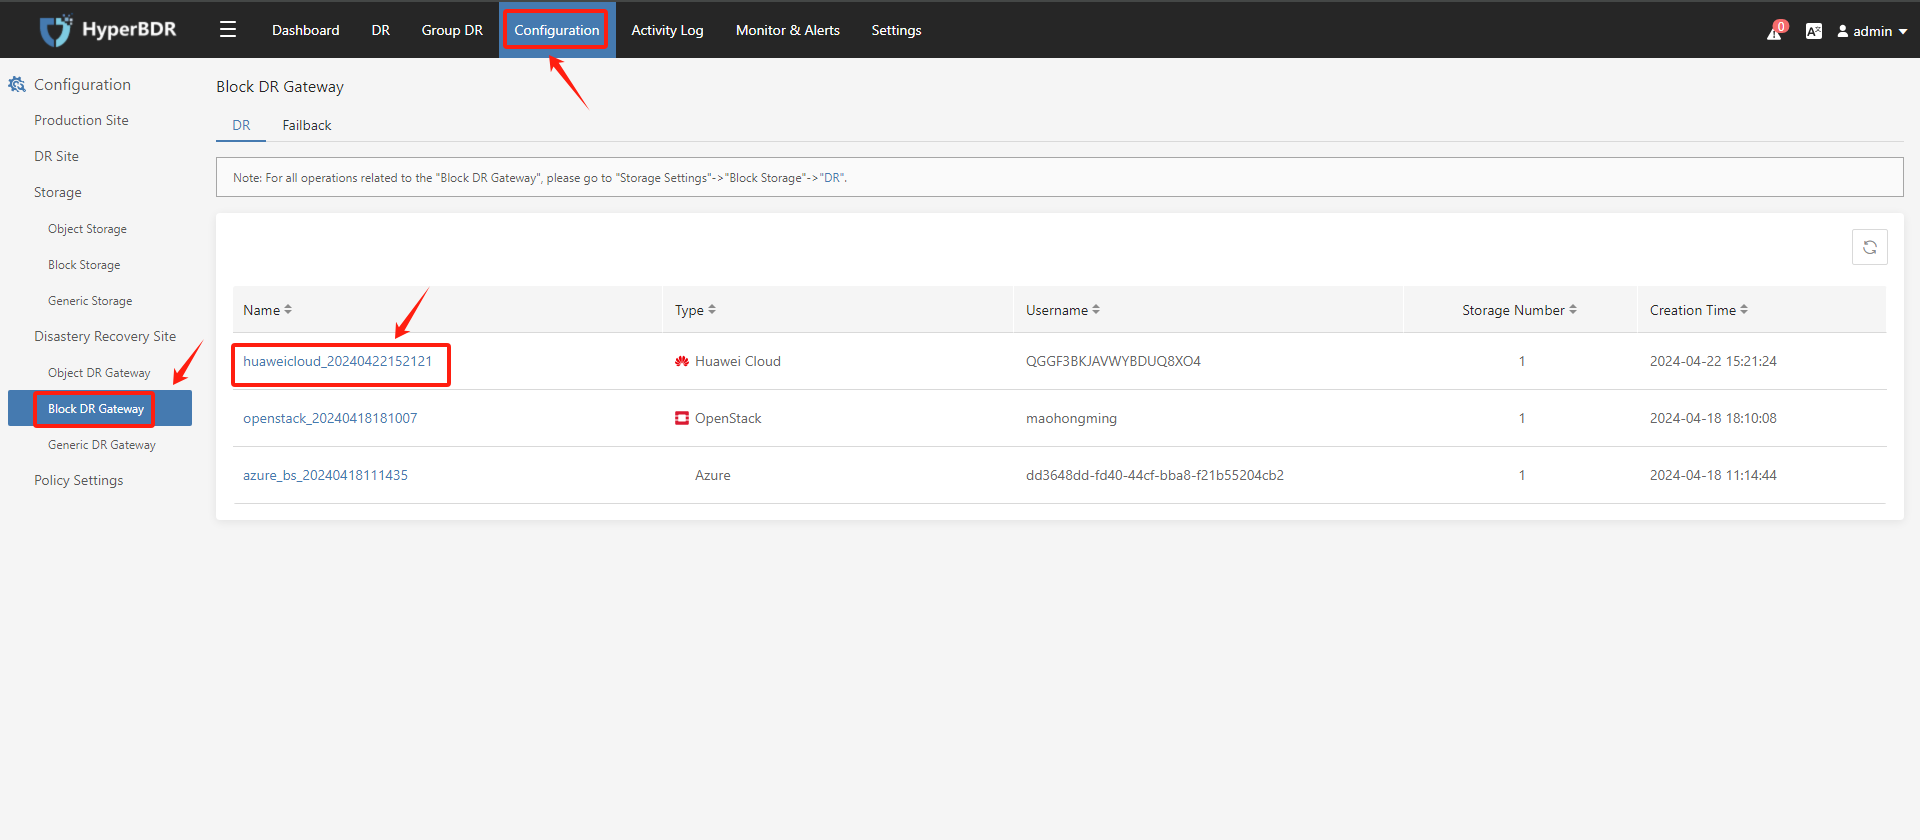 HyperBDR
Dashboard DR Group DR Configuration Activity Log Monitor & Alerts Settings 0 admin
Configuration
Production Site
DR Site
Storage
Object Storage
Block Storage
Generic Storage
Disastery Recovery Site
Object DR Gateway
Block DR Gateway
Generic DR Gateway
Policy Settings
Block DR Gateway
DR Failback
Note: For all operations related to the "Block DR Gateway", please go to "Storage Settings"->"Block Storage"->"DR".
Name Type Username Storage Number Creation Time
huaweicloud_20240422152121 Huawei Cloud QGGF3BKJAVWYBDUQ8XO4 1 2024-04-22 15:21:24
openstack_20240418181007 OpenStack maohongming 1 2024-04-18 18:10:08
azure_bs_20240418111435 Azure dd3648dd-fd40-44cf-bba8-f21b55204cb2 1 2024-04-18 11:14:44